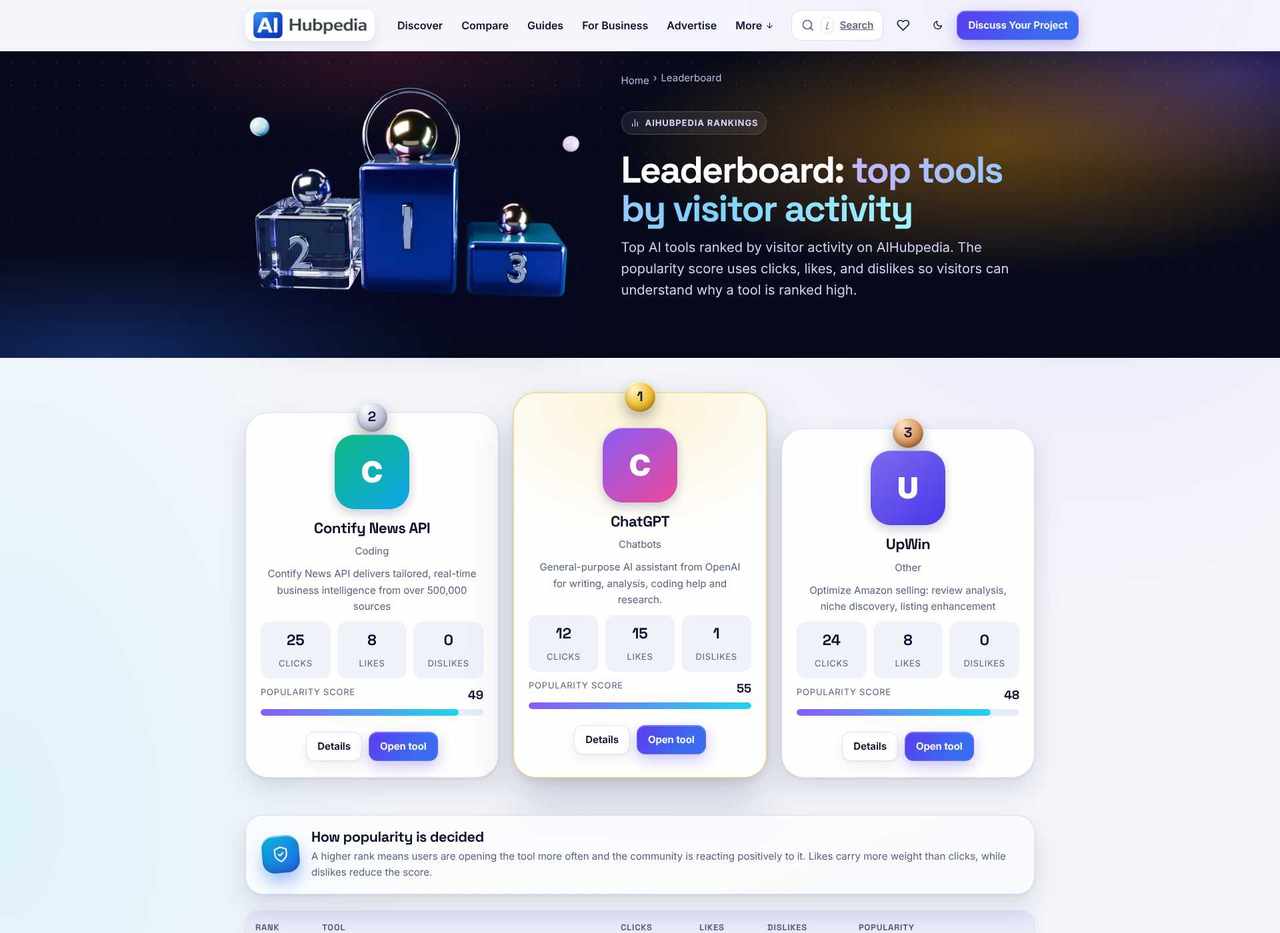 AI Hubpedia
Discover
Compare
Guides
For Business
Advertise
More ↓
/ Search
Discuss Your Project
Home › Leaderboard
AIHUBPEDIA RANKINGS
Leaderboard: top tools
by visitor activity
Top AI tools ranked by visitor activity on AIHubpedia. The
popularity score uses clicks, likes, and dislikes so visitors can
understand why a tool is ranked high.
2
1
3
2
C
Contify News API
Coding
Contify News API delivers tailored, real-time
business intelligence from over 500,000
sources
25
CLICKS
8
LIKES
0
DISLIKES
POPULARITY SCORE
49
Details
Open tool
1
C
ChatGPT
Chatbots
General-purpose AI assistant from OpenAI
for writing, analysis, coding help and
research.
12
CLICKS
15
LIKES
1
DISLIKES
POPULARITY SCORE
55
Details
Open tool
3
U
UpWin
Other
Optimize Amazon selling: review analysis,
niche discovery, listing enhancement
24
CLICKS
8
LIKES
0
DISLIKES
POPULARITY SCORE
48
Details
Open tool
How popularity is decided
A higher rank means users are opening the tool more often and the community is reacting positively to it. Likes carry more weight than clicks, while
dislikes reduce the score.
RANK
TOOL
CLICKS
LIKES
DISLIKES
POPULARITY